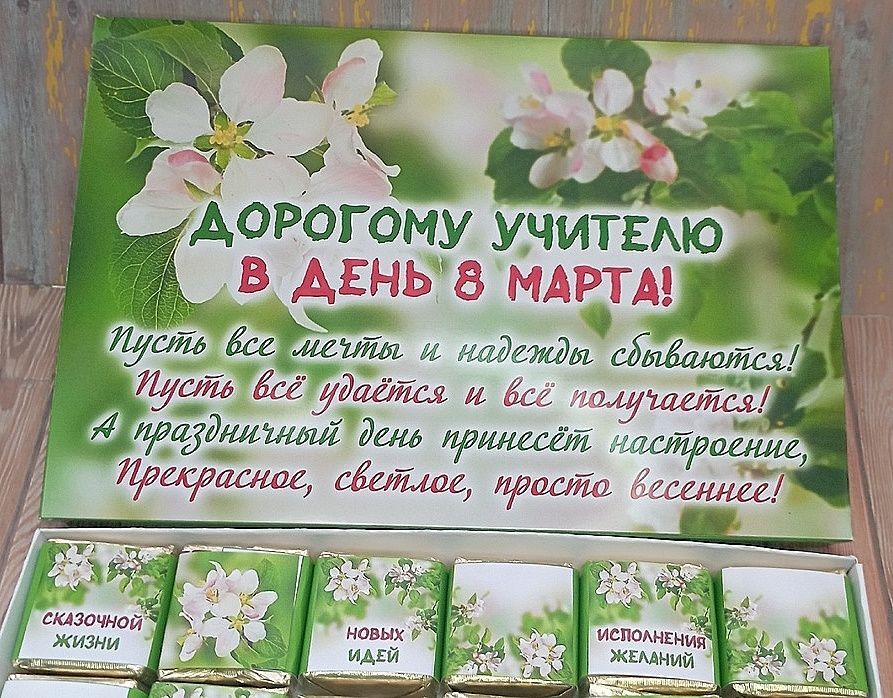 ДОРОГОМУ УЧИТЕЛЮ
В ДЕНЬ 8 МАРТА!
Пусть все мечты и надежды сбываются!
Пусть всё удаётся и всё получается!
А праздничный день принесёт настроение,
Прекрасное, светлое, просто весеннее!
СКАЗОЧНОЙ
ЖИЗНИ
НОВЫХ
ИДЕЙ
ИСПОЛНЕНИЯ
ЖЕЛАНИЙ